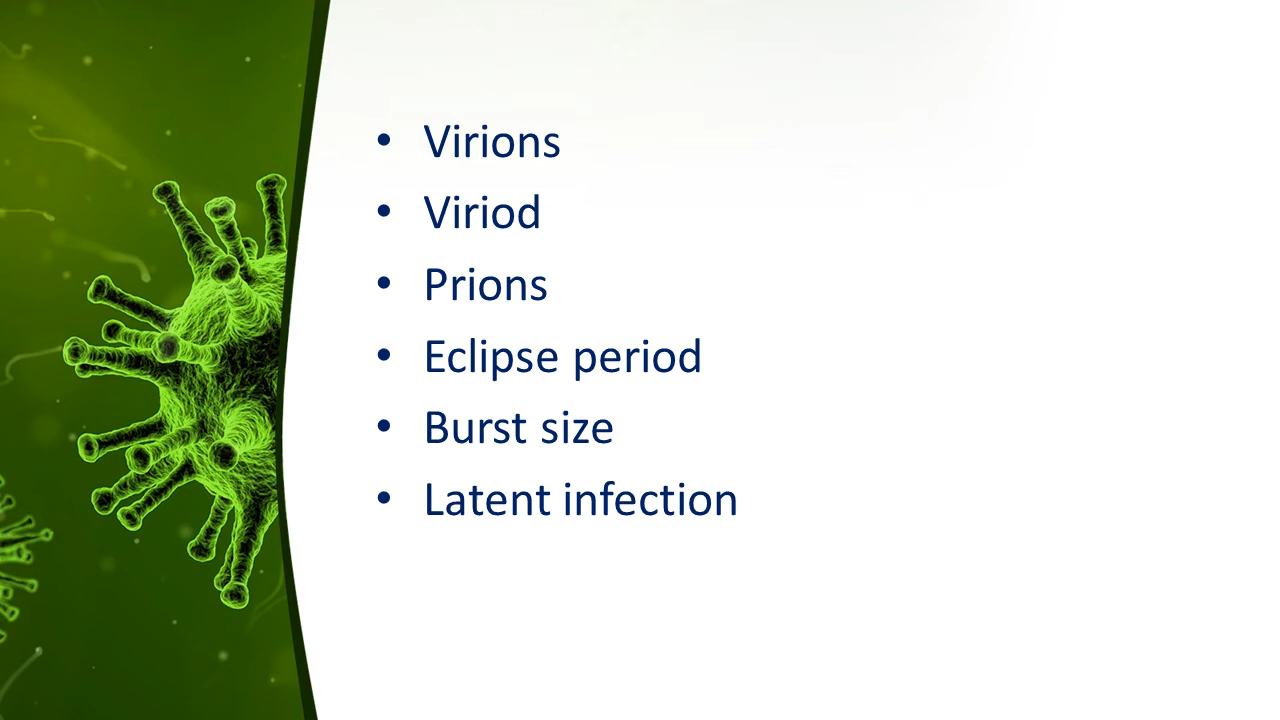 • Virions
• Viriod
• Prions
• Eclipse period
• Burst size
• Latent infection